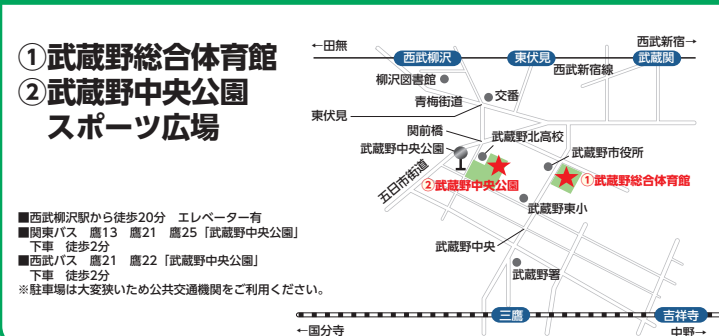 ①武蔵野総合体育館
②武蔵野中央公園
スポーツ広場
■西武柳沢駅から徒歩20分　エレベーター有
■関東バス　鷹13　鷹21　鷹25「武蔵野中央公園」
下車　徒歩2分
■西武バス　鷹21　鷹22「武蔵野中央公園」
下車　徒歩2分
※駐車場は大変狭いため公共交通機関をご利用ください。
←田無
西武新宿→
西武柳沢
東伏見
武蔵関
西武新宿線
柳沢図書館
青梅街道
交番
東伏見
関前橋
武蔵野北高校
武蔵野中央公園
武蔵野市役所
五日市街道
②武蔵野中央公園
①武蔵野総合体育館
武蔵野東小
武蔵野中央
武蔵野署
三鷹
吉祥寺
←国分寺
中野→